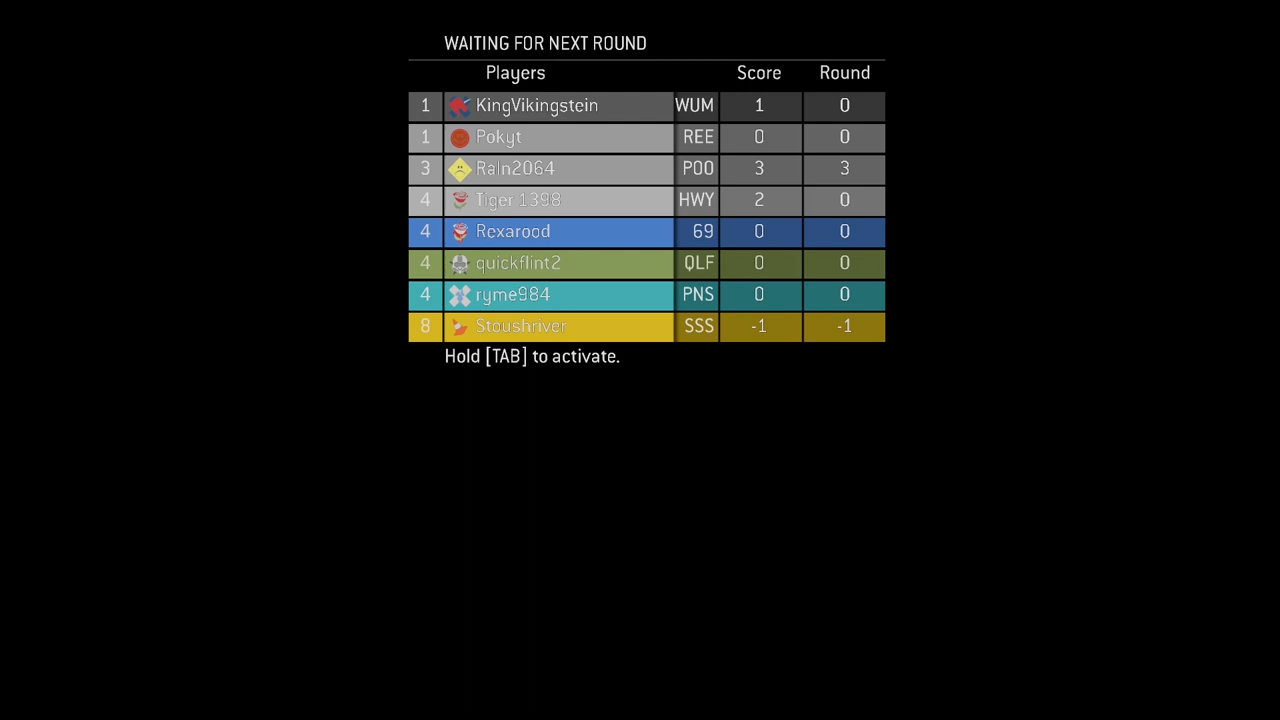 WAITING FOR NEXT ROUND
Players Score Round
1 KingVikingstein WUM 1 0
1 Pokyt REE 0 0
3 Raln2064 POO 3 3
4 Tiger 1398 HWY 2 0
4 Rexarood 69 0 0
4 quickflint2 QLF 0 0
4 ryme984 PNS 0 0
8 Stoushriver SSS -1 -1
Hold [TAB] to activate.